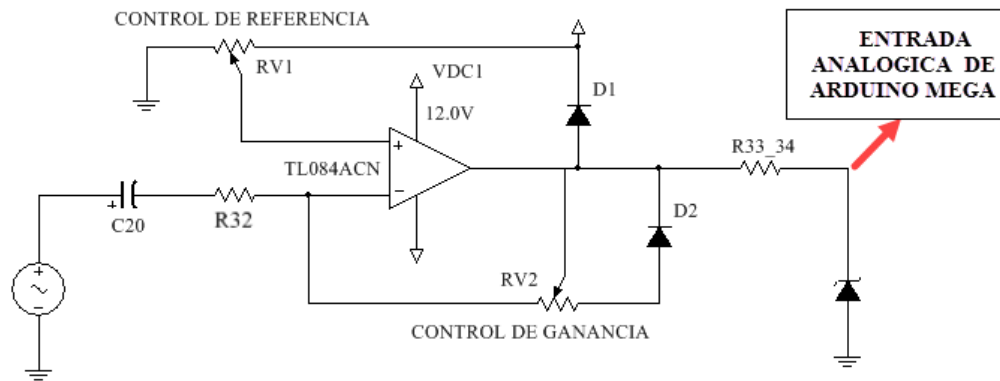 CONTROL DE REFERENCIA
RV1
VDC1
12.0V
D1
ENTRADA
ANALOGICA DE
ARDUINO MEGA
+
TL084ACN
−
R33_34
+
C20
R32
D2
+
−
RV2
CONTROL DE GANANCIA